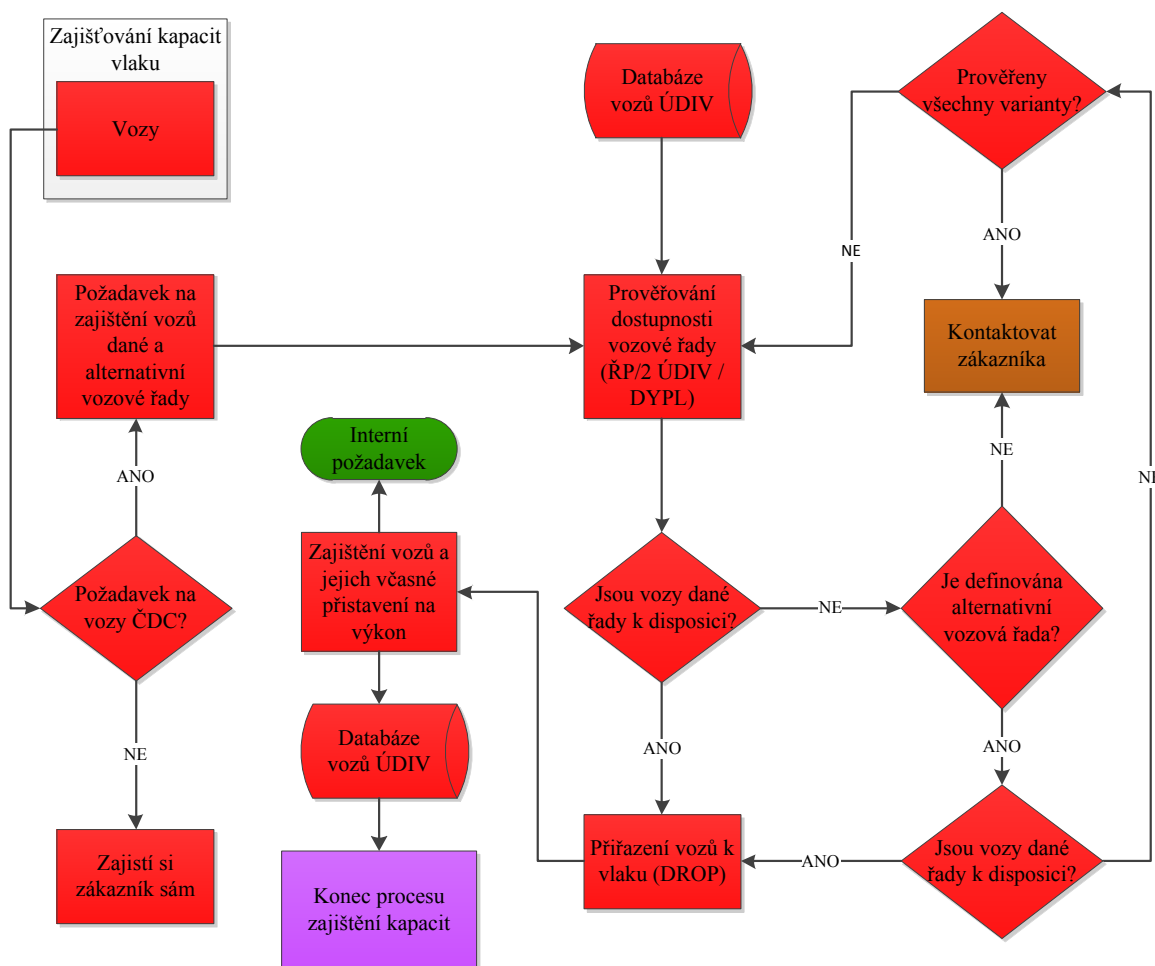 Zajišťování kapacit
vlaku
Vozy
Databáze
vozů ÚDIV
Prověřeny
všechny varianty?
NE
ANO
Požadavek na
zajištění vozů
dané a
alternativní
vozové řady
Prověřování
dostupnosti
vozové řady
(ŘP/2 ÚDIV /
DYPL)
Kontaktovat
zákazníka
Interní
požadavek
ANO
NE
NE
Požadavek na
vozy ČDC?
Zajištění vozů a
jejich včasné
přistavení na
výkon
Jsou vozy dané
řady k disposici?
NE
Je definována
alternativní
vozová řada?
NE
Databáze
vozů ÚDIV
ANO
ANO
Zajistí si
zákazník sám
Konec procesu
zajištění kapacit
Přiřazení vozů k
vlaku (DROP)
ANO
Jsou vozy dané
řady k disposici?